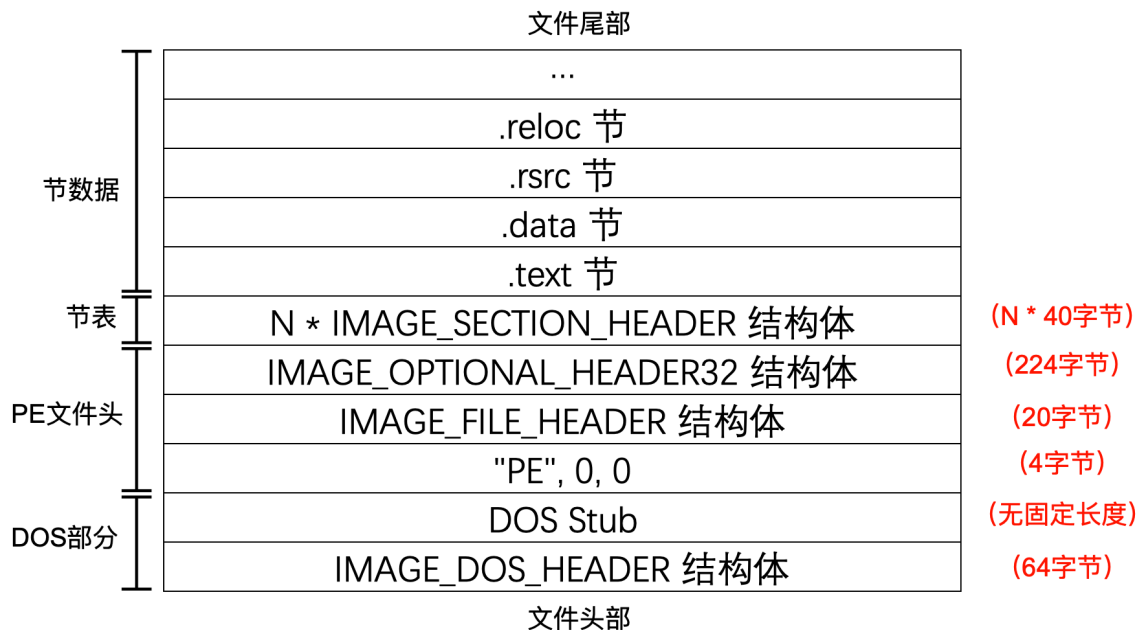 文件尾部
...
.reloc 节
.rsrc 节
节数据
.data 节
.text 节
节表
N * IMAGE_SECTION_HEADER 结构体
(N * 40字节)
IMAGE_OPTIONAL_HEADER32 结构体
(224字节)
PE文件头
IMAGE_FILE_HEADER 结构体
(20字节)
"PE", 0, 0
(4字节)
DOS Stub
(无固定长度)
DOS部分
IMAGE_DOS_HEADER 结构体
(64字节)
文件头部